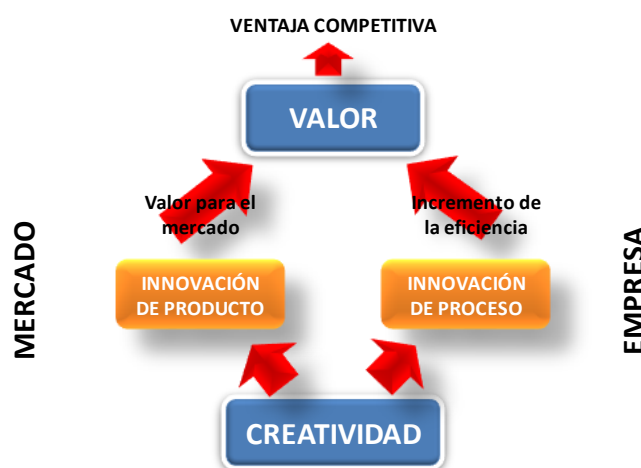 VENTAJA COMPETITIVA
VALOR
Valor para el
mercado
Incremento de
la eficiencia
MERCADO
EMPRESA
INNOVACIÓN
DE PRODUCTO
INNOVACIÓN
DE PROCESO
CREATIVIDAD